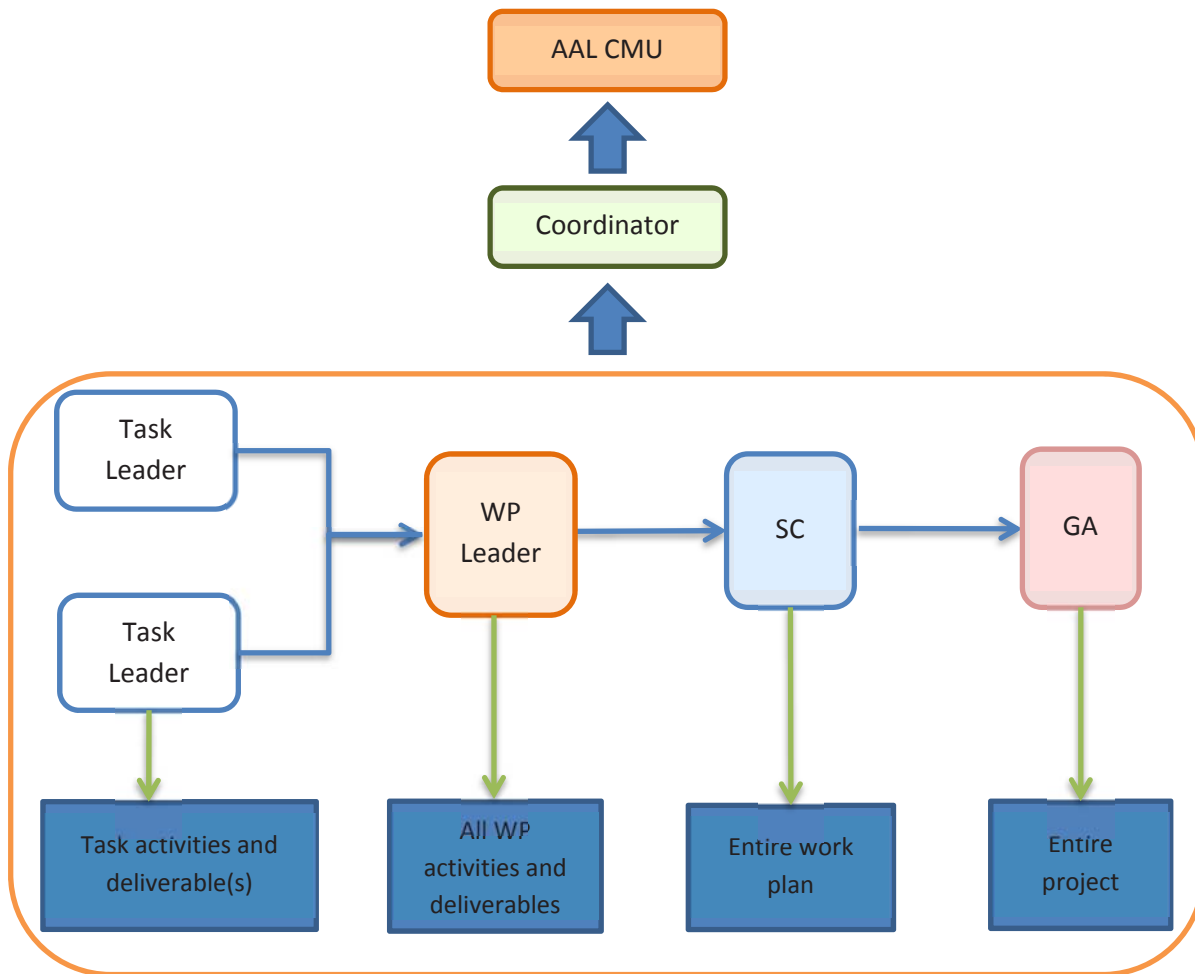 AAL CMU
Coordinator
Task
Leader
WP
Leader
SC
GA
Task
Leader
Task activities and
deliverable(s)
All WP
activities and
deliverables
Entire work
plan
Entire
project